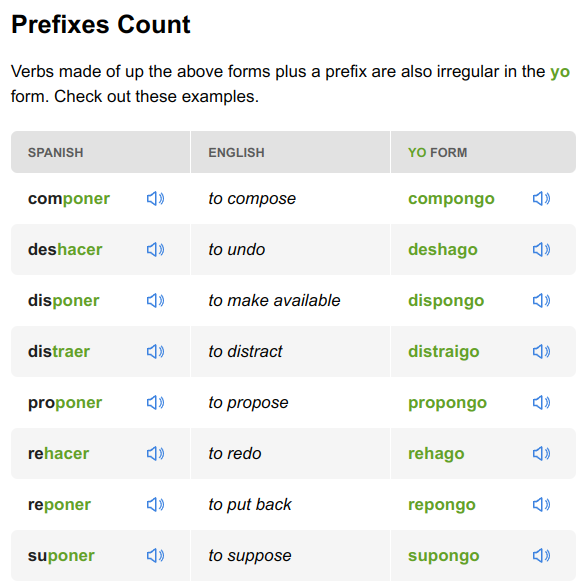 Prefixes Count
Verbs made of up the above forms plus a prefix are also irregular in the yo
form. Check out these examples.
SPANISH ENGLISH YO FORM
componer to compose compongo
deshacer to undo deshago
disponer to make available dispongo
distraer to distract distraigo
proponer to propose propongo
rehacer to redo rehago
reponer to put back repongo
suponer to suppose supongo